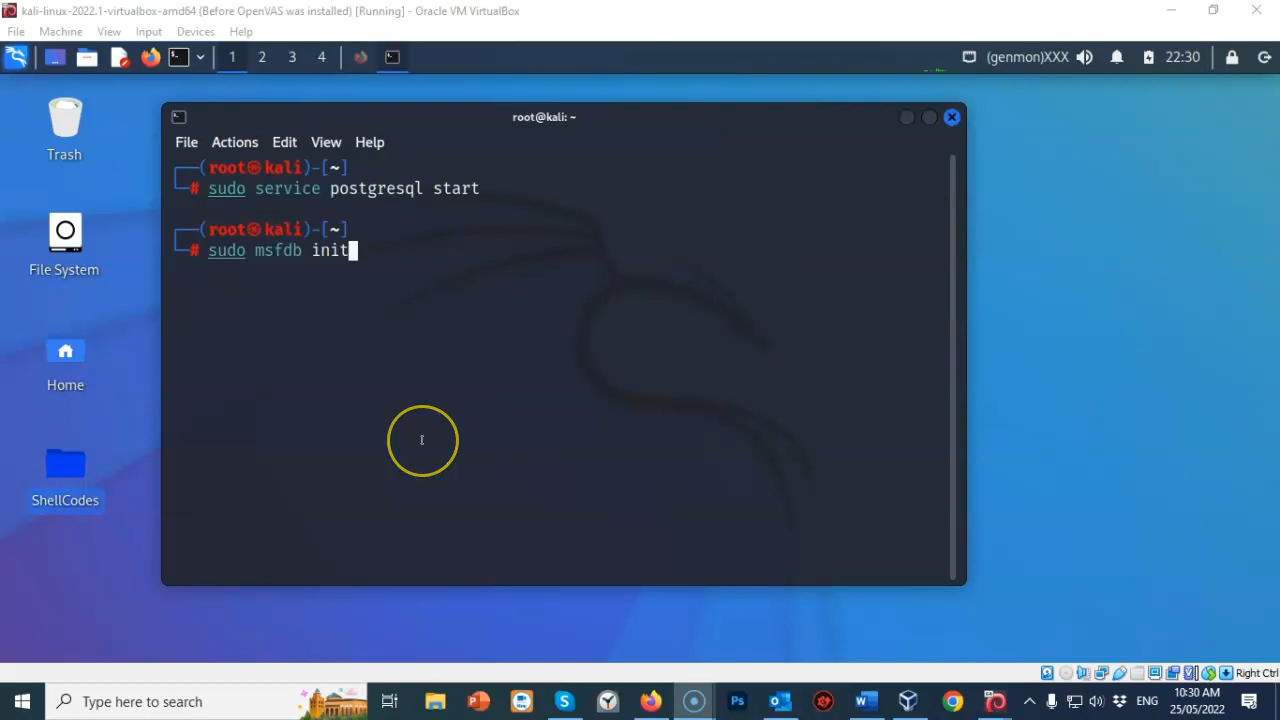 kali-linux-2022.1-virtualbox-amd64 (Before OpenVAS was installed) [Running] - Oracle VM VirtualBox
File Machine View Input Devices Help
1 2 3 4 (genmon)XXX 22:30
root@kali: ~
File Actions Edit View Help
┌──(root㉿kali)-[~]
└─# sudo service postgresql start
┌──(root㉿kali)-[~]
└─# sudo msfdb init
Trash
File System
Home
ShellCodes
Right Ctrl
Type here to search
ENG
10:30 AM
25/05/2022